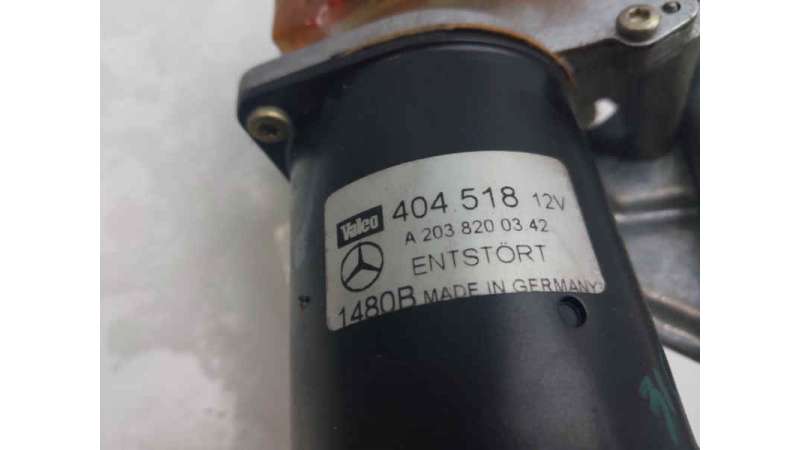 Valeo 404.518 12V
A 203 820 03 42
ENTSTÖRT
1480B MADE IN GERMANY